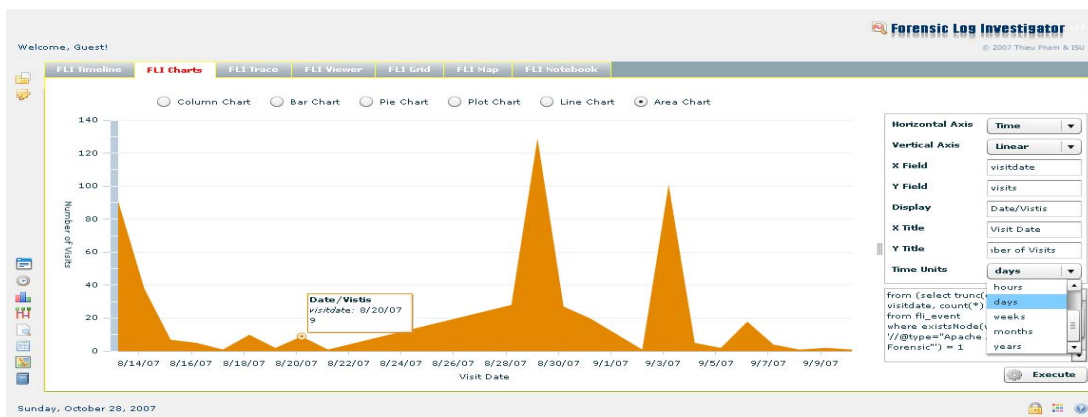 Forensic Log Investigator
Welcome, Guest!
© 2007 Thieu Pham & ISU
FLI Timeline
FLI Charts
FLI Trace
FLI Viewer
FLI Grid
FLI Map
FLI Notebook
Column Chart
Bar Chart
Pie Chart
Plot Chart
Line Chart
Area Chart
140
120
100
80
60
40
20
0
Number of Visits
Date/Vistis
visitdate: 8/20/07
9
8/14/07 8/16/07 8/18/07 8/20/07 8/22/07 8/24/07 8/26/07 8/28/07 8/30/07 9/1/07 9/3/07 9/5/07 9/7/07 9/9/07
Visit Date
Horizontal Axis Time
Vertical Axis Linear
X Field visitdate
Y Field visits
Display Date/Vistis
X Title Visit Date
Y Title ber of Visits
Time Units days
hours
days
weeks
months
years
from (select trunc(
visitdate, count(*)
from fli_event
where existsNode(
'//@type="Apache
Forensic"') = 1
Execute
Sunday, October 28, 2007